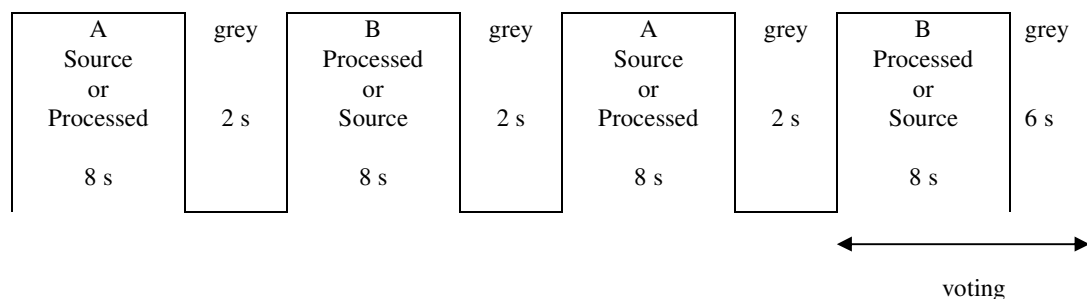 A grey B grey A grey B grey
Source Processed Source Processed
or or or or
Processed 2 s Source 2 s Processed 2 s Source 6 s
8 s 8 s 8 s 8 s
voting